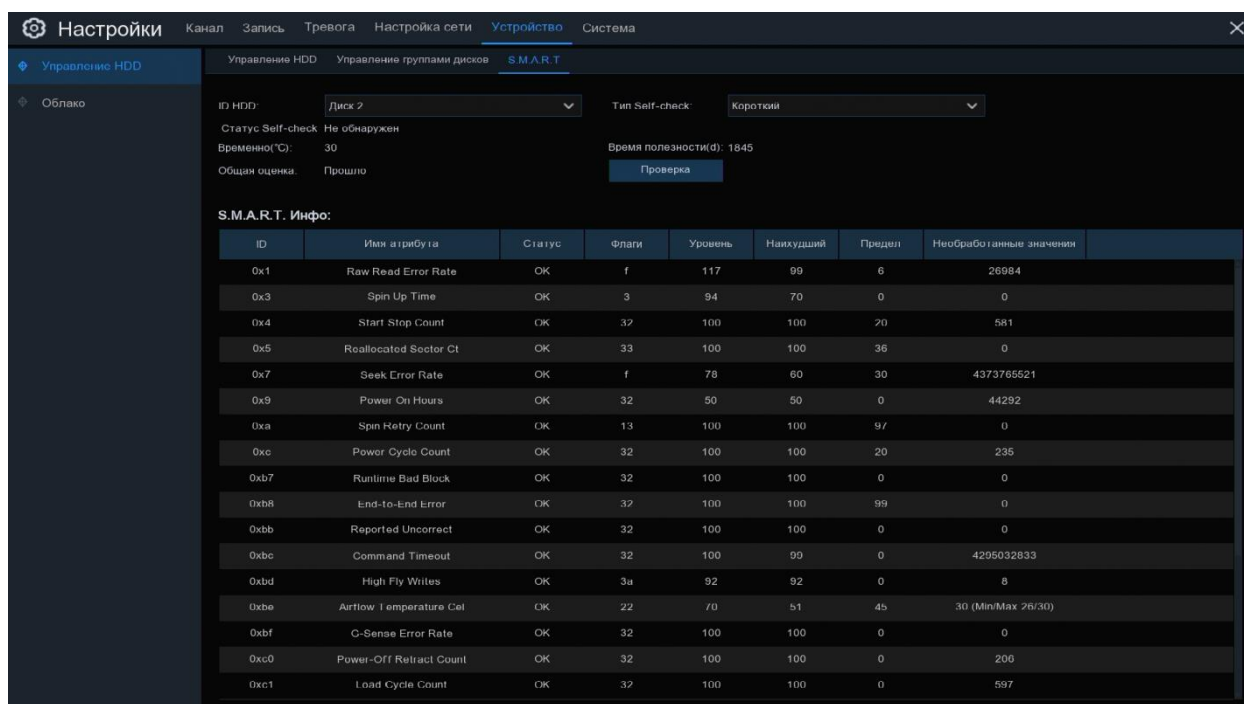 Настройки Канал Запись Тревога Настройка сети Устройство Система
Управление HDD
Облако
Управление HDD Управление группами дисков S.M.A.R.T
ID HDD: Диск 2 Тип Self-check: Короткий
Статус Self-check Не обнаружен
Временно(°C): 30 Время полезности(d): 1845
Общая оценка: Прошло Проверка
S.M.A.R.T. Инфо:
ID Имя атрибута Статус Флаги Уровень Наихудший Предел Необработанные значения
0x1 Raw Read Error Rate OK f 117 99 6 26984
0x3 Spin Up Time OK 3 94 70 0 0
0x4 Start Stop Count OK 32 100 100 20 581
0x5 Reallocated Sector Ct OK 33 100 100 36 0
0x7 Seek Error Rate OK f 78 60 30 4373765521
0x9 Power On Hours OK 32 50 50 0 44292
0xa Spin Retry Count OK 13 100 100 97 0
0xc Power Cycle Count OK 32 100 100 20 235
0xb7 Runtime Bad Block OK 32 100 100 0 0
0xb8 End-to-End Error OK 32 100 100 99 0
0xbb Reported Uncorrect OK 32 100 100 0 0
0xbc Command Timeout OK 32 100 99 0 4295032833
0xbd High Fly Writes OK 3a 92 92 0 8
0xbe Airflow Temperature Cel OK 22 70 51 45 30 (Min/Max 26/30)
0xbf G-Sense Error Rate OK 32 100 100 0 0
0xc0 Power-Off Retract Count OK 32 100 100 0 206
0xc1 Load Cycle Count OK 32 100 100 0 597